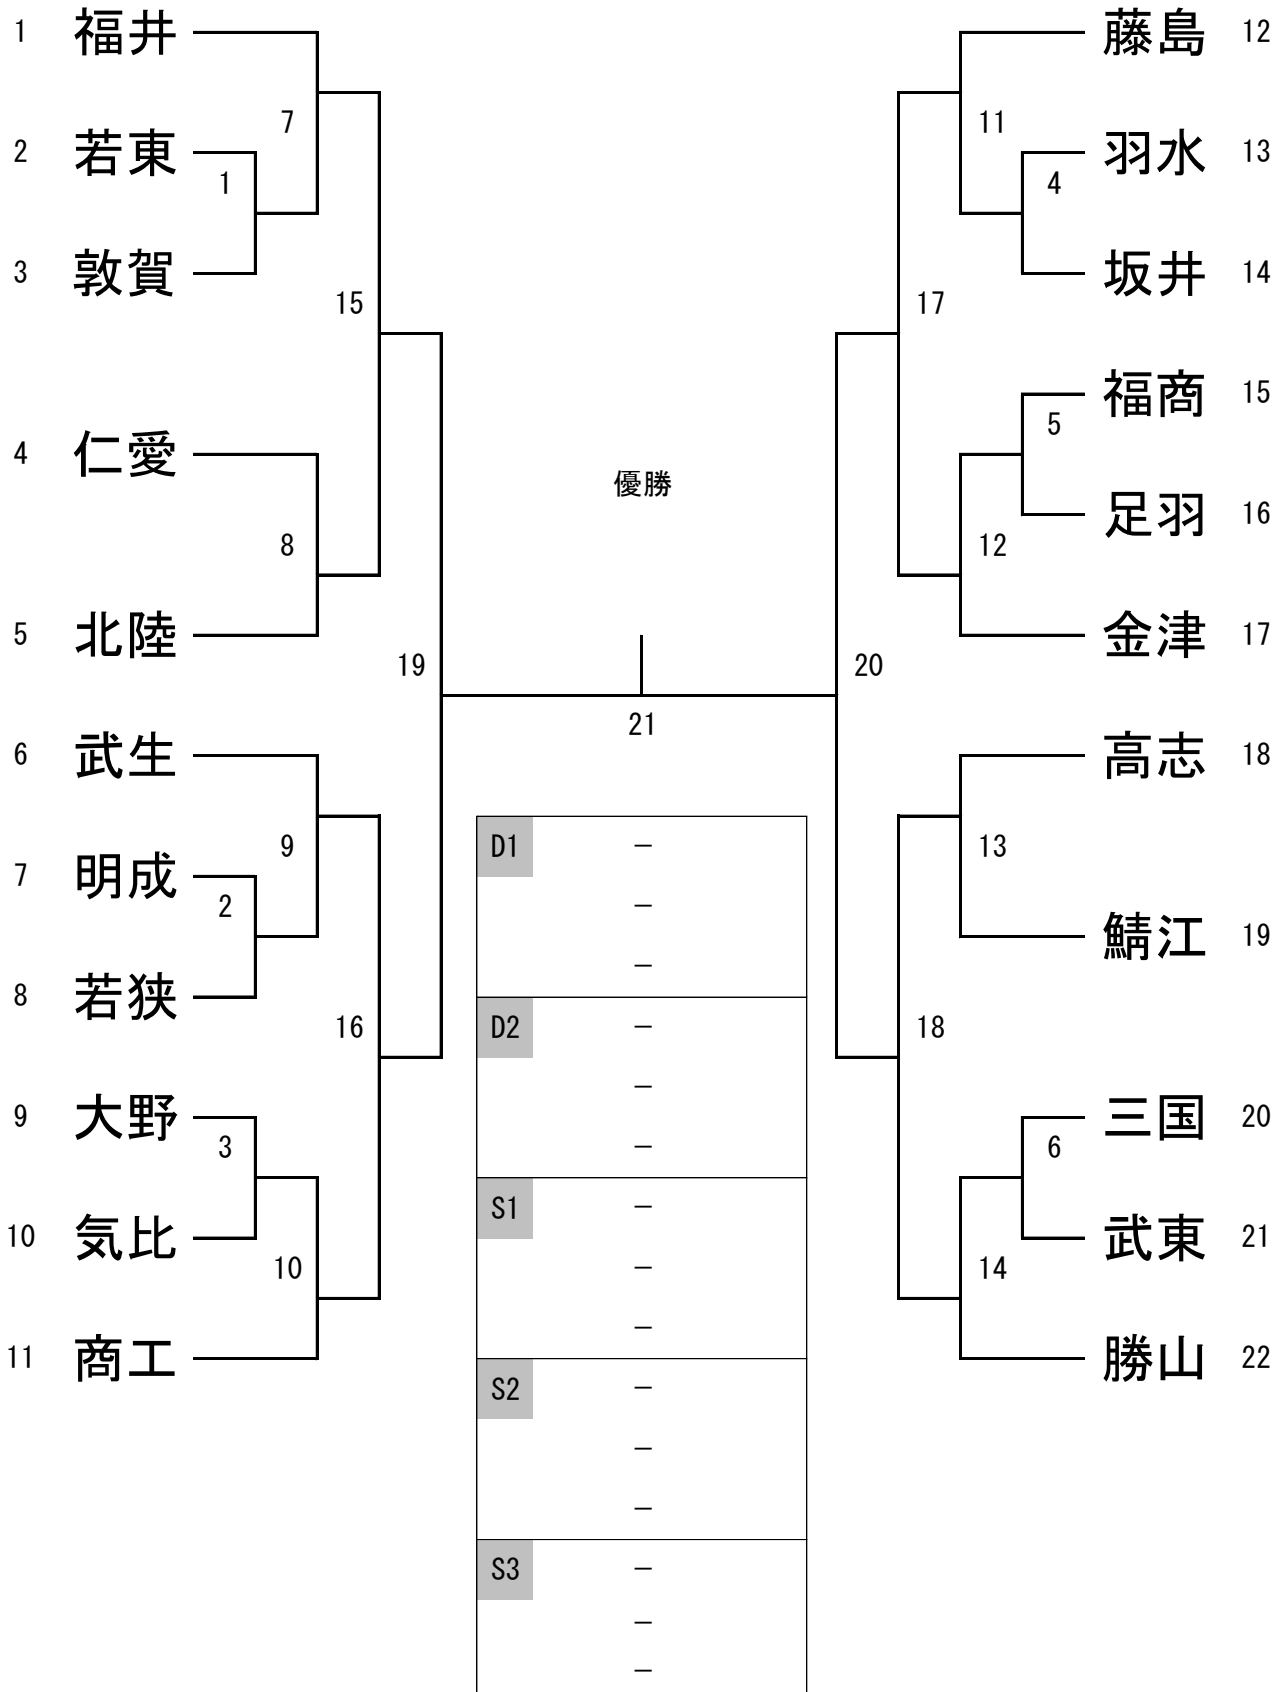 1 福井 藤島 12
7 11
2 若東 羽水 13
1 4
3 敦賀 坂井 14
15 17
福商 15
5
4 仁愛
優勝
足羽 16
8 12
5 北陸 金津 17
19 20
21
6 武生 高志 18
D1 －
9 13
7 明成
2 －
鯖江 19
－
8 若狭
16 D2 － 18
－
9 大野 三国 20
3 － 6
S1 －
10 気比 武東 21
10 － 14
－
11 商工 勝山 22
S2 －
－
－
S3 －
－
－